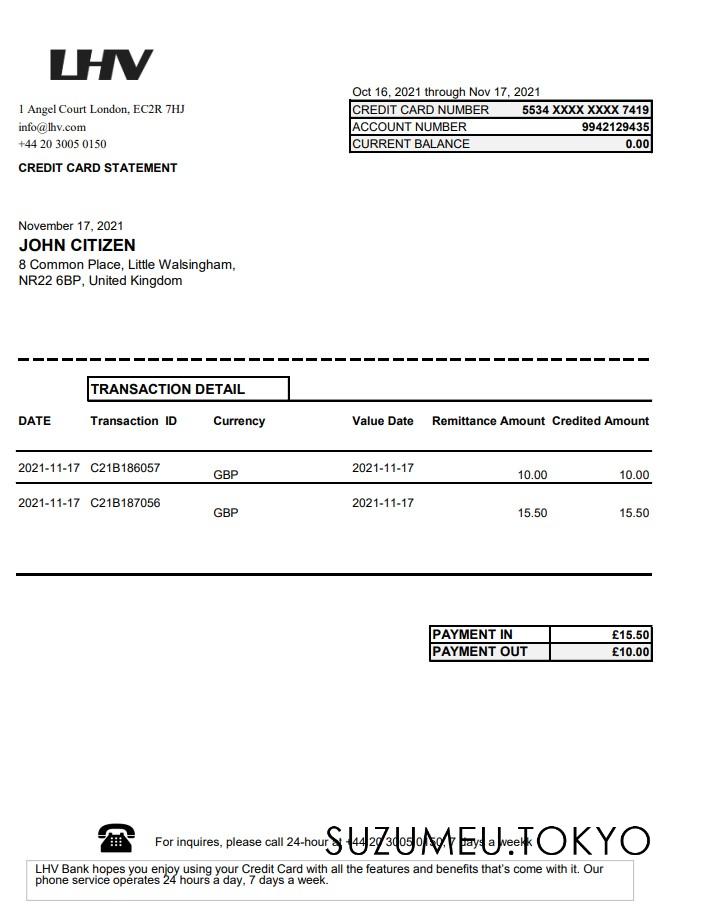 LHV
Oct 16, 2021 through Nov 17, 2021
1 Angel Court London, EC2R 7HJ
CREDIT CARD NUMBER 5534 XXXX XXXX 7419
info@lhv.com
ACCOUNT NUMBER 9942129435
+44 20 3005 0150
CURRENT BALANCE 0.00
CREDIT CARD STATEMENT
November 17, 2021
JOHN CITIZEN
8 Common Place, Little Walsingham,
NR22 6BP, United Kingdom
TRANSACTION DETAIL
DATE Transaction ID Currency Value Date Remittance Amount Credited Amount
2021-11-17 C21B186057 GBP 2021-11-17 10.00 10.00
2021-11-17 C21B187056 GBP 2021-11-17 15.50 15.50
PAYMENT IN £15.50
PAYMENT OUT £10.00
For inquires, please call 24-hour at +44 20 3005 0150, 7 days a weekk
SUZUMEU.TOKYO
LHV Bank hopes you enjoy using your Credit Card with all the features and benefits that's come with it. Our
phone service operates 24 hours a day, 7 days a week.